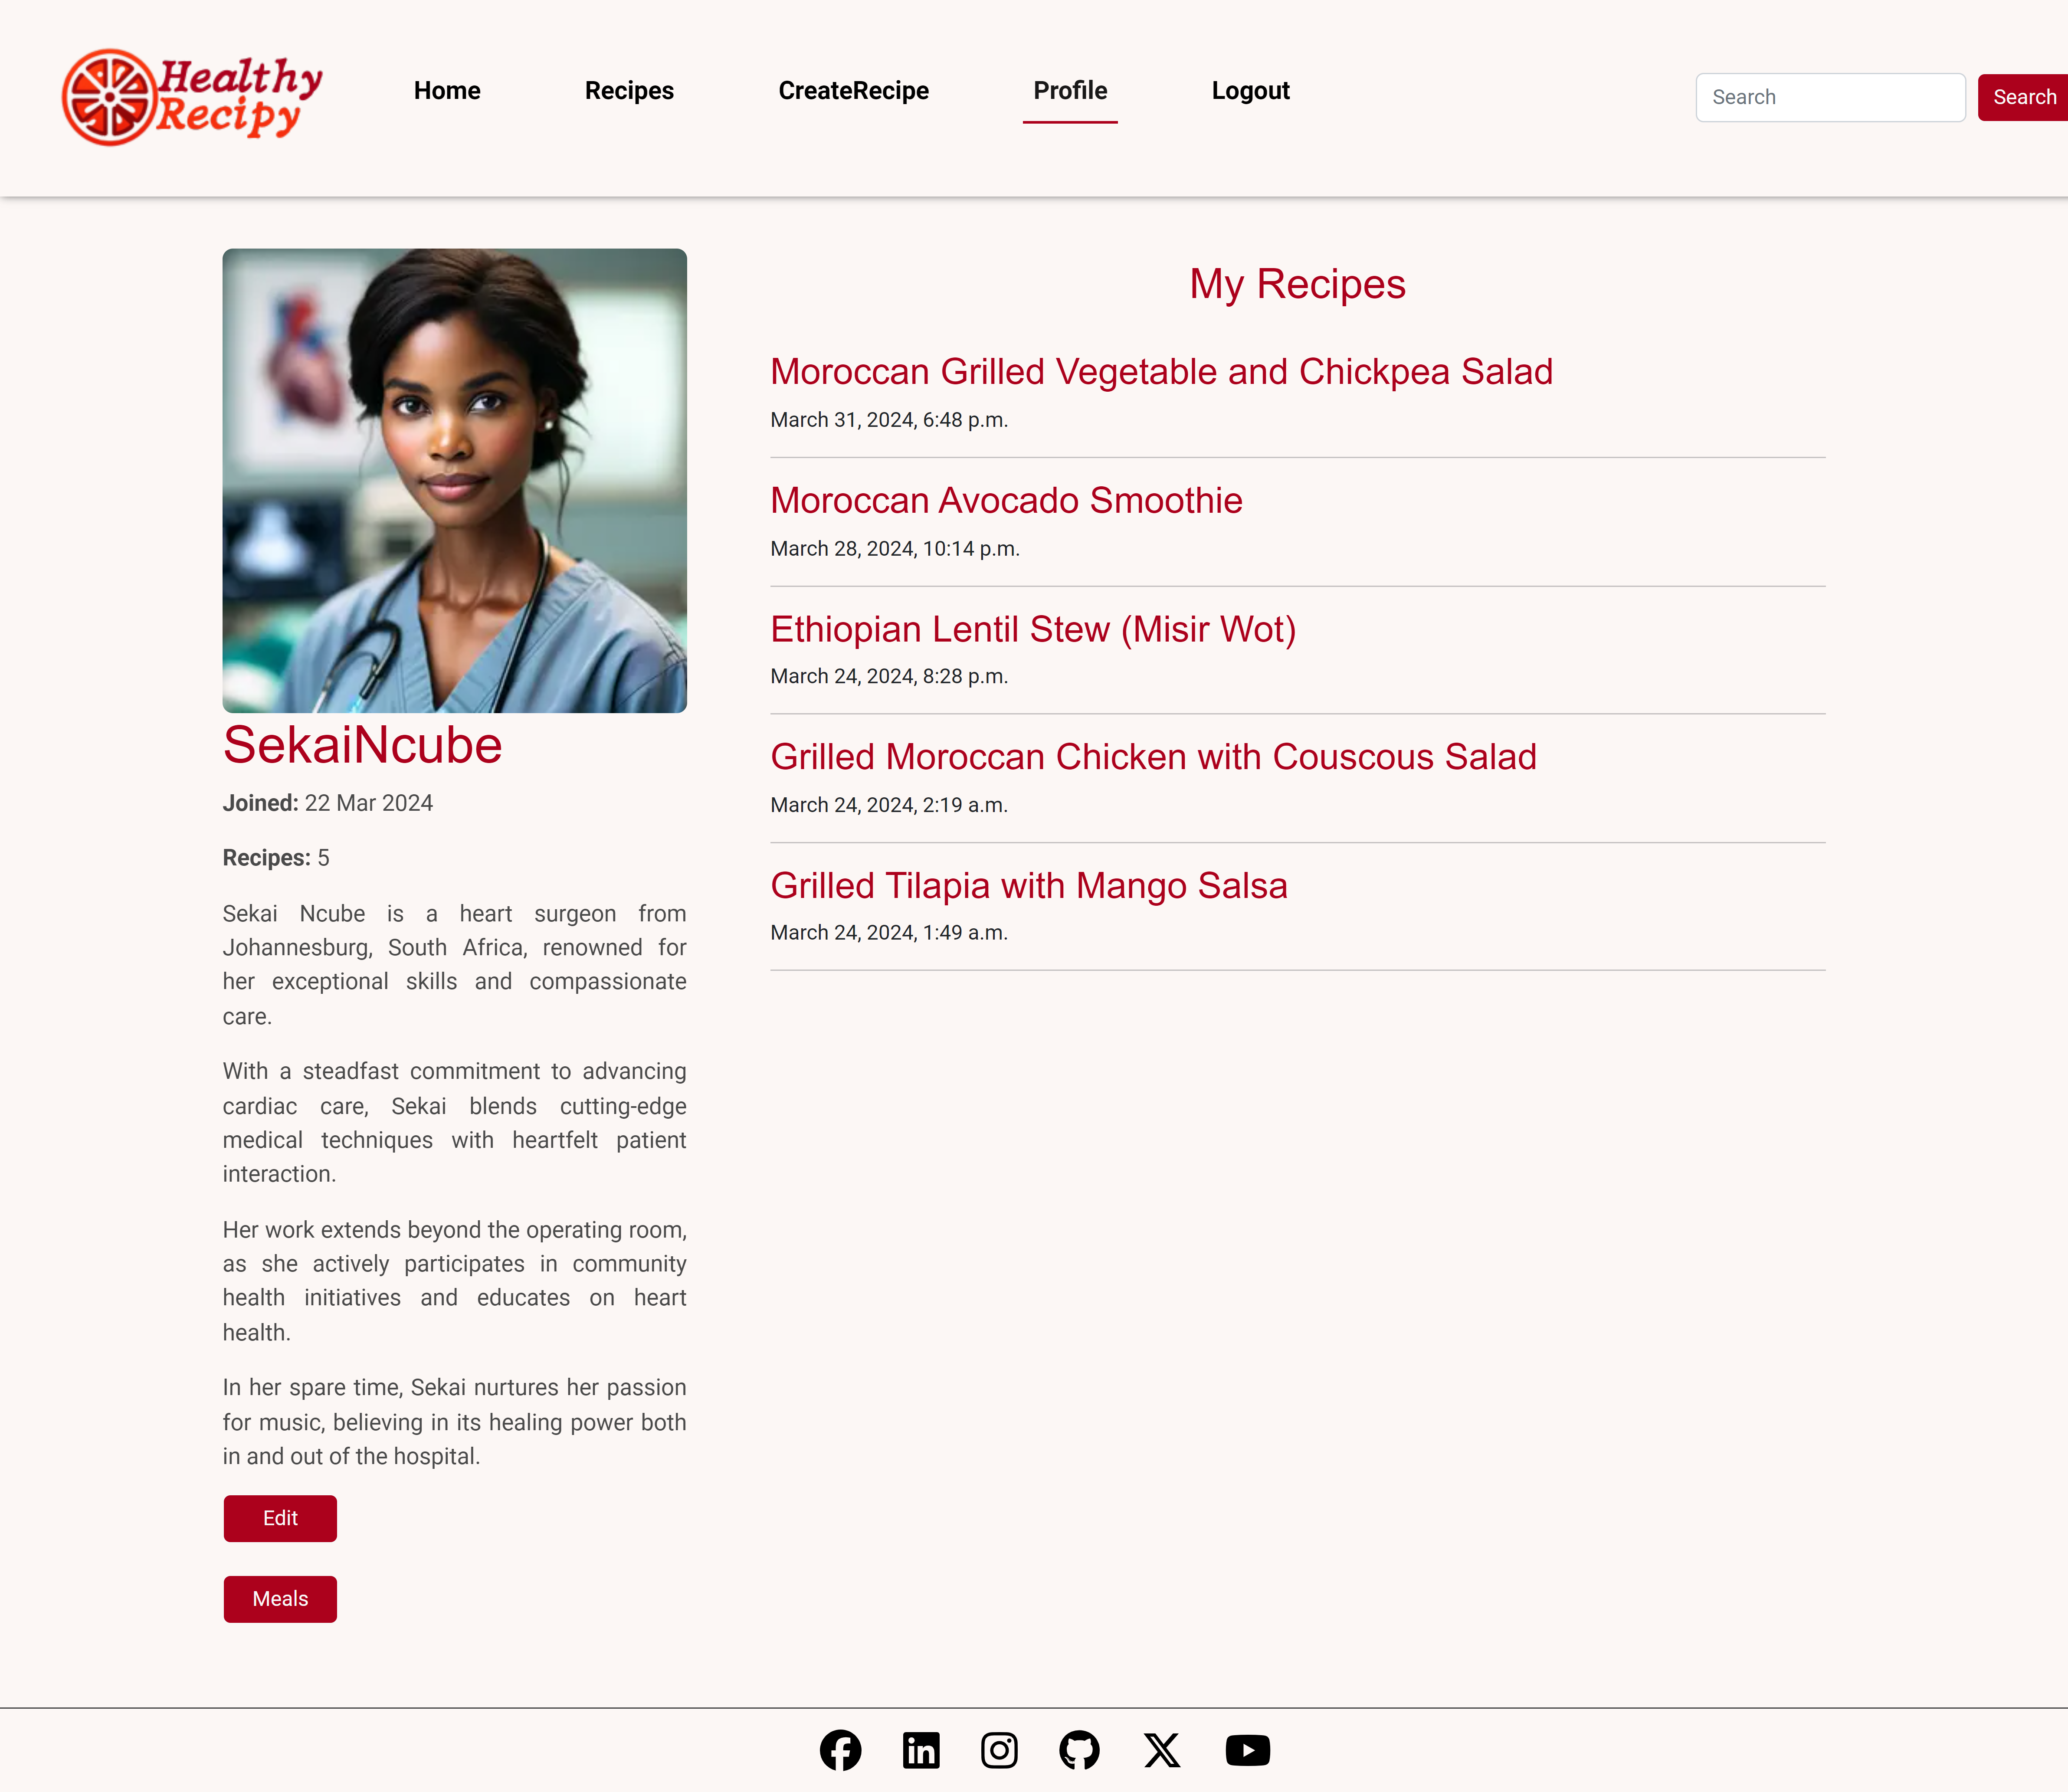 Healthy
Recipy
Home
Recipes
CreateRecipe
Profile
Logout
Search
Search
SekaiNcube
Joined: 22 Mar 2024
Recipes: 5
Sekai Ncube is a heart surgeon from
Johannesburg, South Africa, renowned for
her exceptional skills and compassionate
care.
With a steadfast commitment to advancing
cardiac care, Sekai blends cutting-edge
medical techniques with heartfelt patient
interaction.
Her work extends beyond the operating room,
as she actively participates in community
health initiatives and educates on heart
health.
In her spare time, Sekai nurtures her passion
for music, believing in its healing power both
in and out of the hospital.
Edit
Meals
My Recipes
Moroccan Grilled Vegetable and Chickpea Salad
March 31, 2024, 6:48 p.m.
Moroccan Avocado Smoothie
March 28, 2024, 10:14 p.m.
Ethiopian Lentil Stew (Misir Wot)
March 24, 2024, 8:28 p.m.
Grilled Moroccan Chicken with Couscous Salad
March 24, 2024, 2:19 a.m.
Grilled Tilapia with Mango Salsa
March 24, 2024, 1:49 a.m.